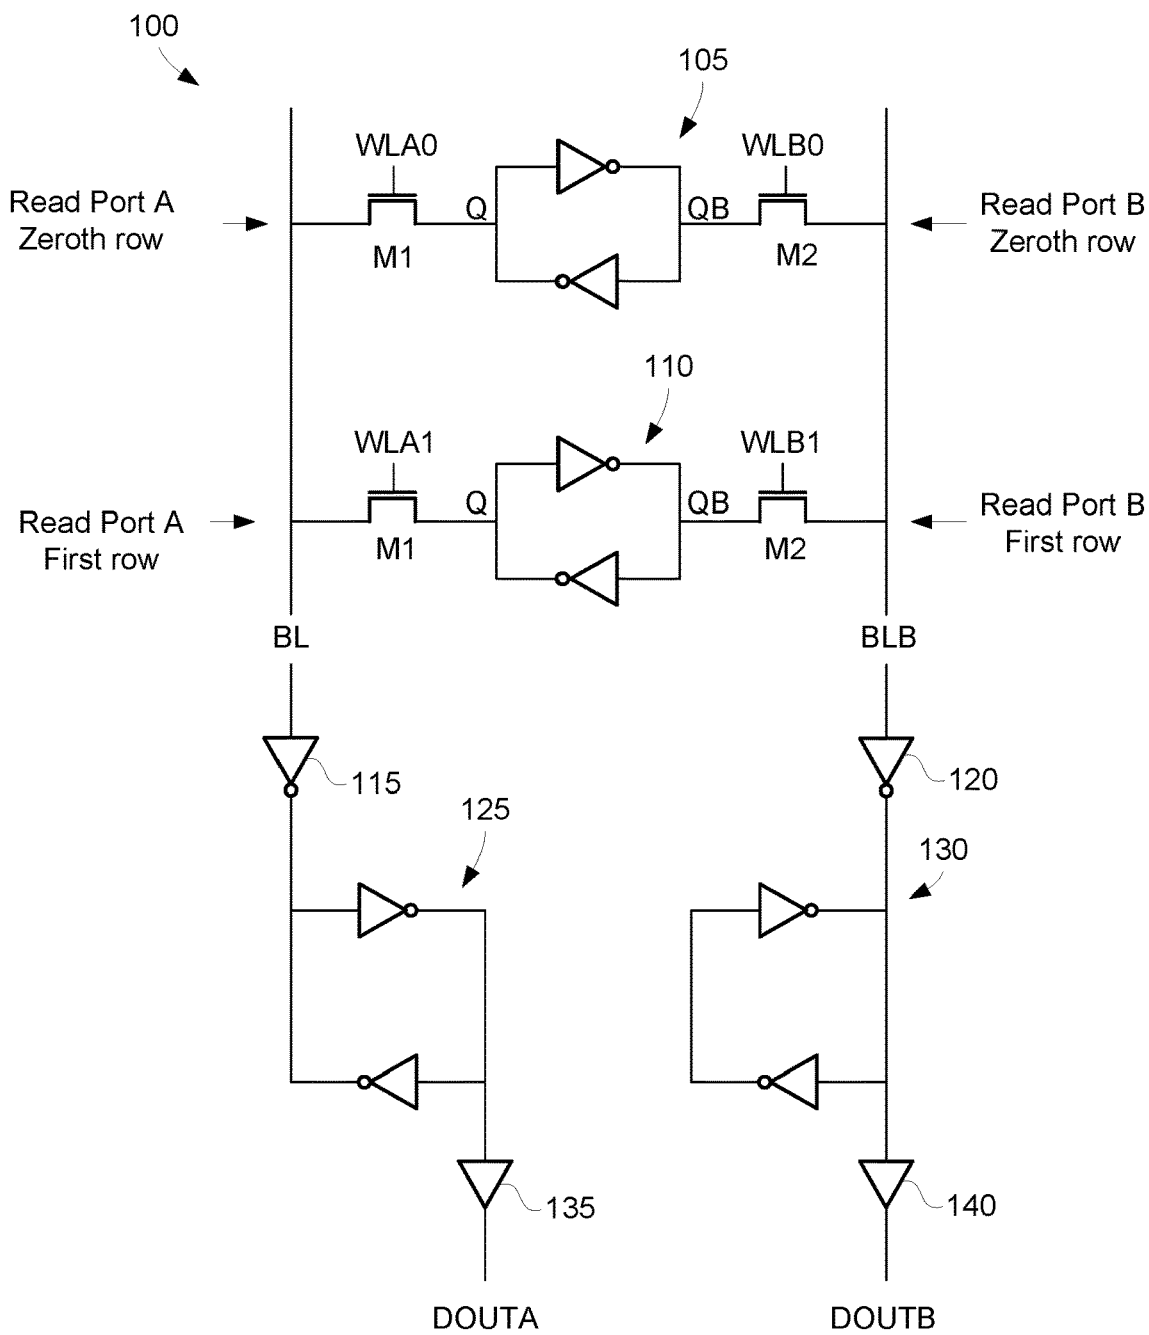 100
105
WLA0
WLB0
Read Port A
Zeroth row
Q
QB
Read Port B
Zeroth row
M1
M2
110
WLA1
WLB1
Read Port A
First row
Q
QB
Read Port B
First row
M1
M2
BL
BLB
115
120
125
130
135
140
DOUTA
DOUTB